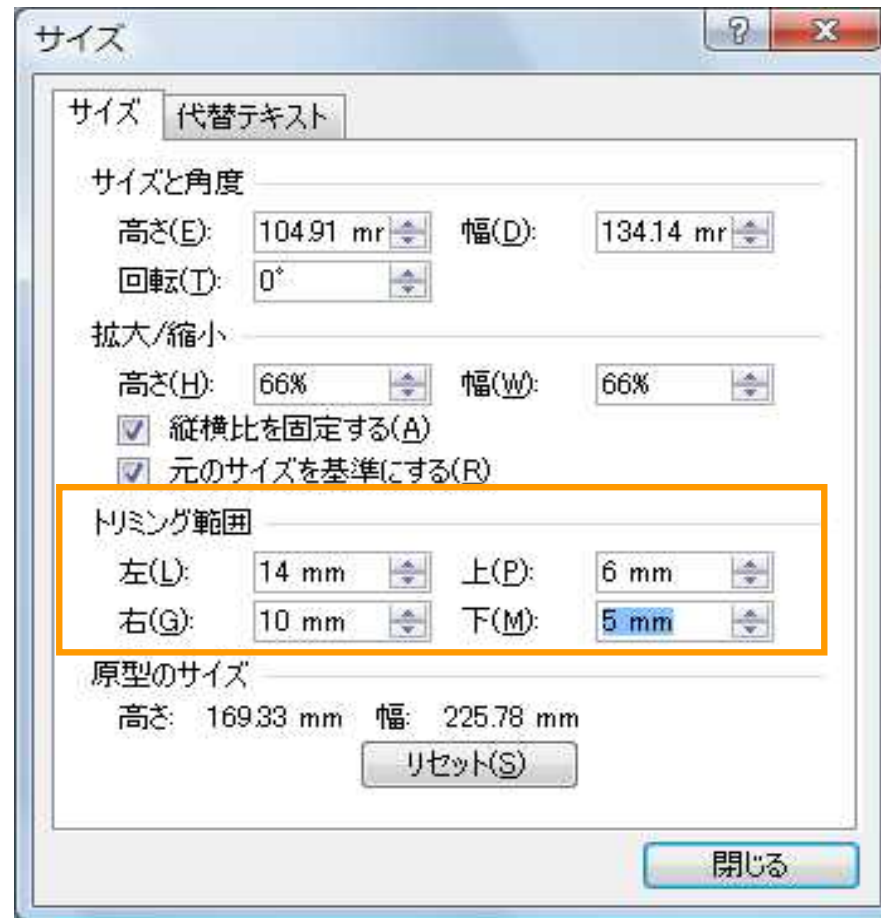 サイズ
サイズ 代替テキスト
サイズと角度
高さ(E): 104.91 mr 幅(D): 134.14 mr
回転(T): 0°
拡大/縮小
高さ(H): 66% 幅(W): 66%
縦横比を固定する(A)
元のサイズを基準にする(R)
トリミング範囲
左(L): 14 mm 上(P): 6 mm
右(G): 10 mm 下(M): 5 mm
原型のサイズ
高さ: 169.33 mm 幅: 225.78 mm
リセット(S)
閉じる